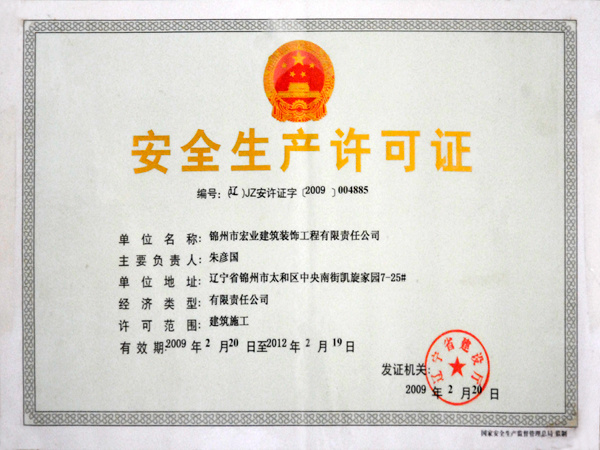 安全生产许可证
编号:(辽)JZ安许证字〔2009〕004885
单位名称:锦州市宏业建筑装饰工程有限责任公司
主要负责人:朱彦国
单位地址:辽宁省锦州市太和区中央南街凯旋家园7-25#
经济类型:有限责任公司
许可范围:建筑施工
有效期:2009年2月20日至2012年2月19日
发证机关:
辽宁省建设厅
2009年2月20日
国家安全生产监督管理总局 监制